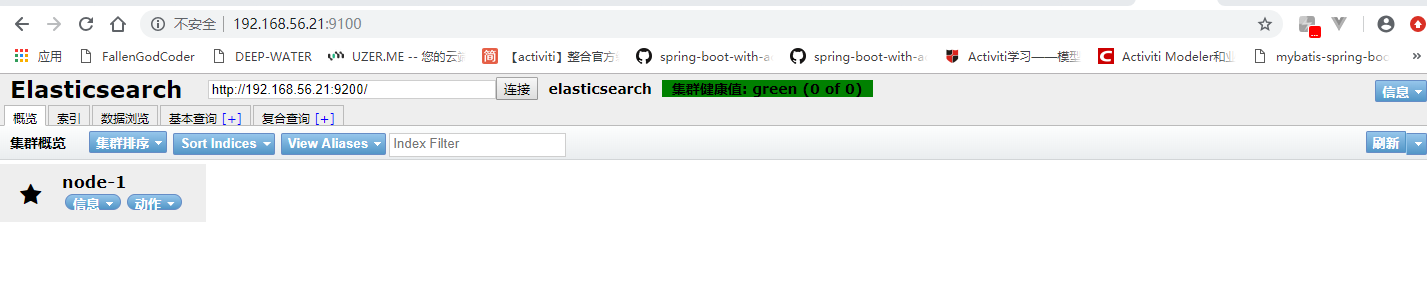 不安全 | 192.168.56.21:9100
应用 FallenGodCoder DEEP-WATER UZER.ME -- 您的云端 【activiti】整合官方 spring-boot-with-ac spring-boot-with-a Activiti学习——模型 Activiti Modeler和业 mybatis-spring-boo »
Elasticsearch http://192.168.56.21:9200/ 连接 elasticsearch 集群健康值: green (0 of 0) 信息
概览 索引 数据浏览 基本查询 [+] 复合查询 [+]
集群概览 集群排序 Sort Indices View Aliases Index Filter 刷新
node-1
信息 动作